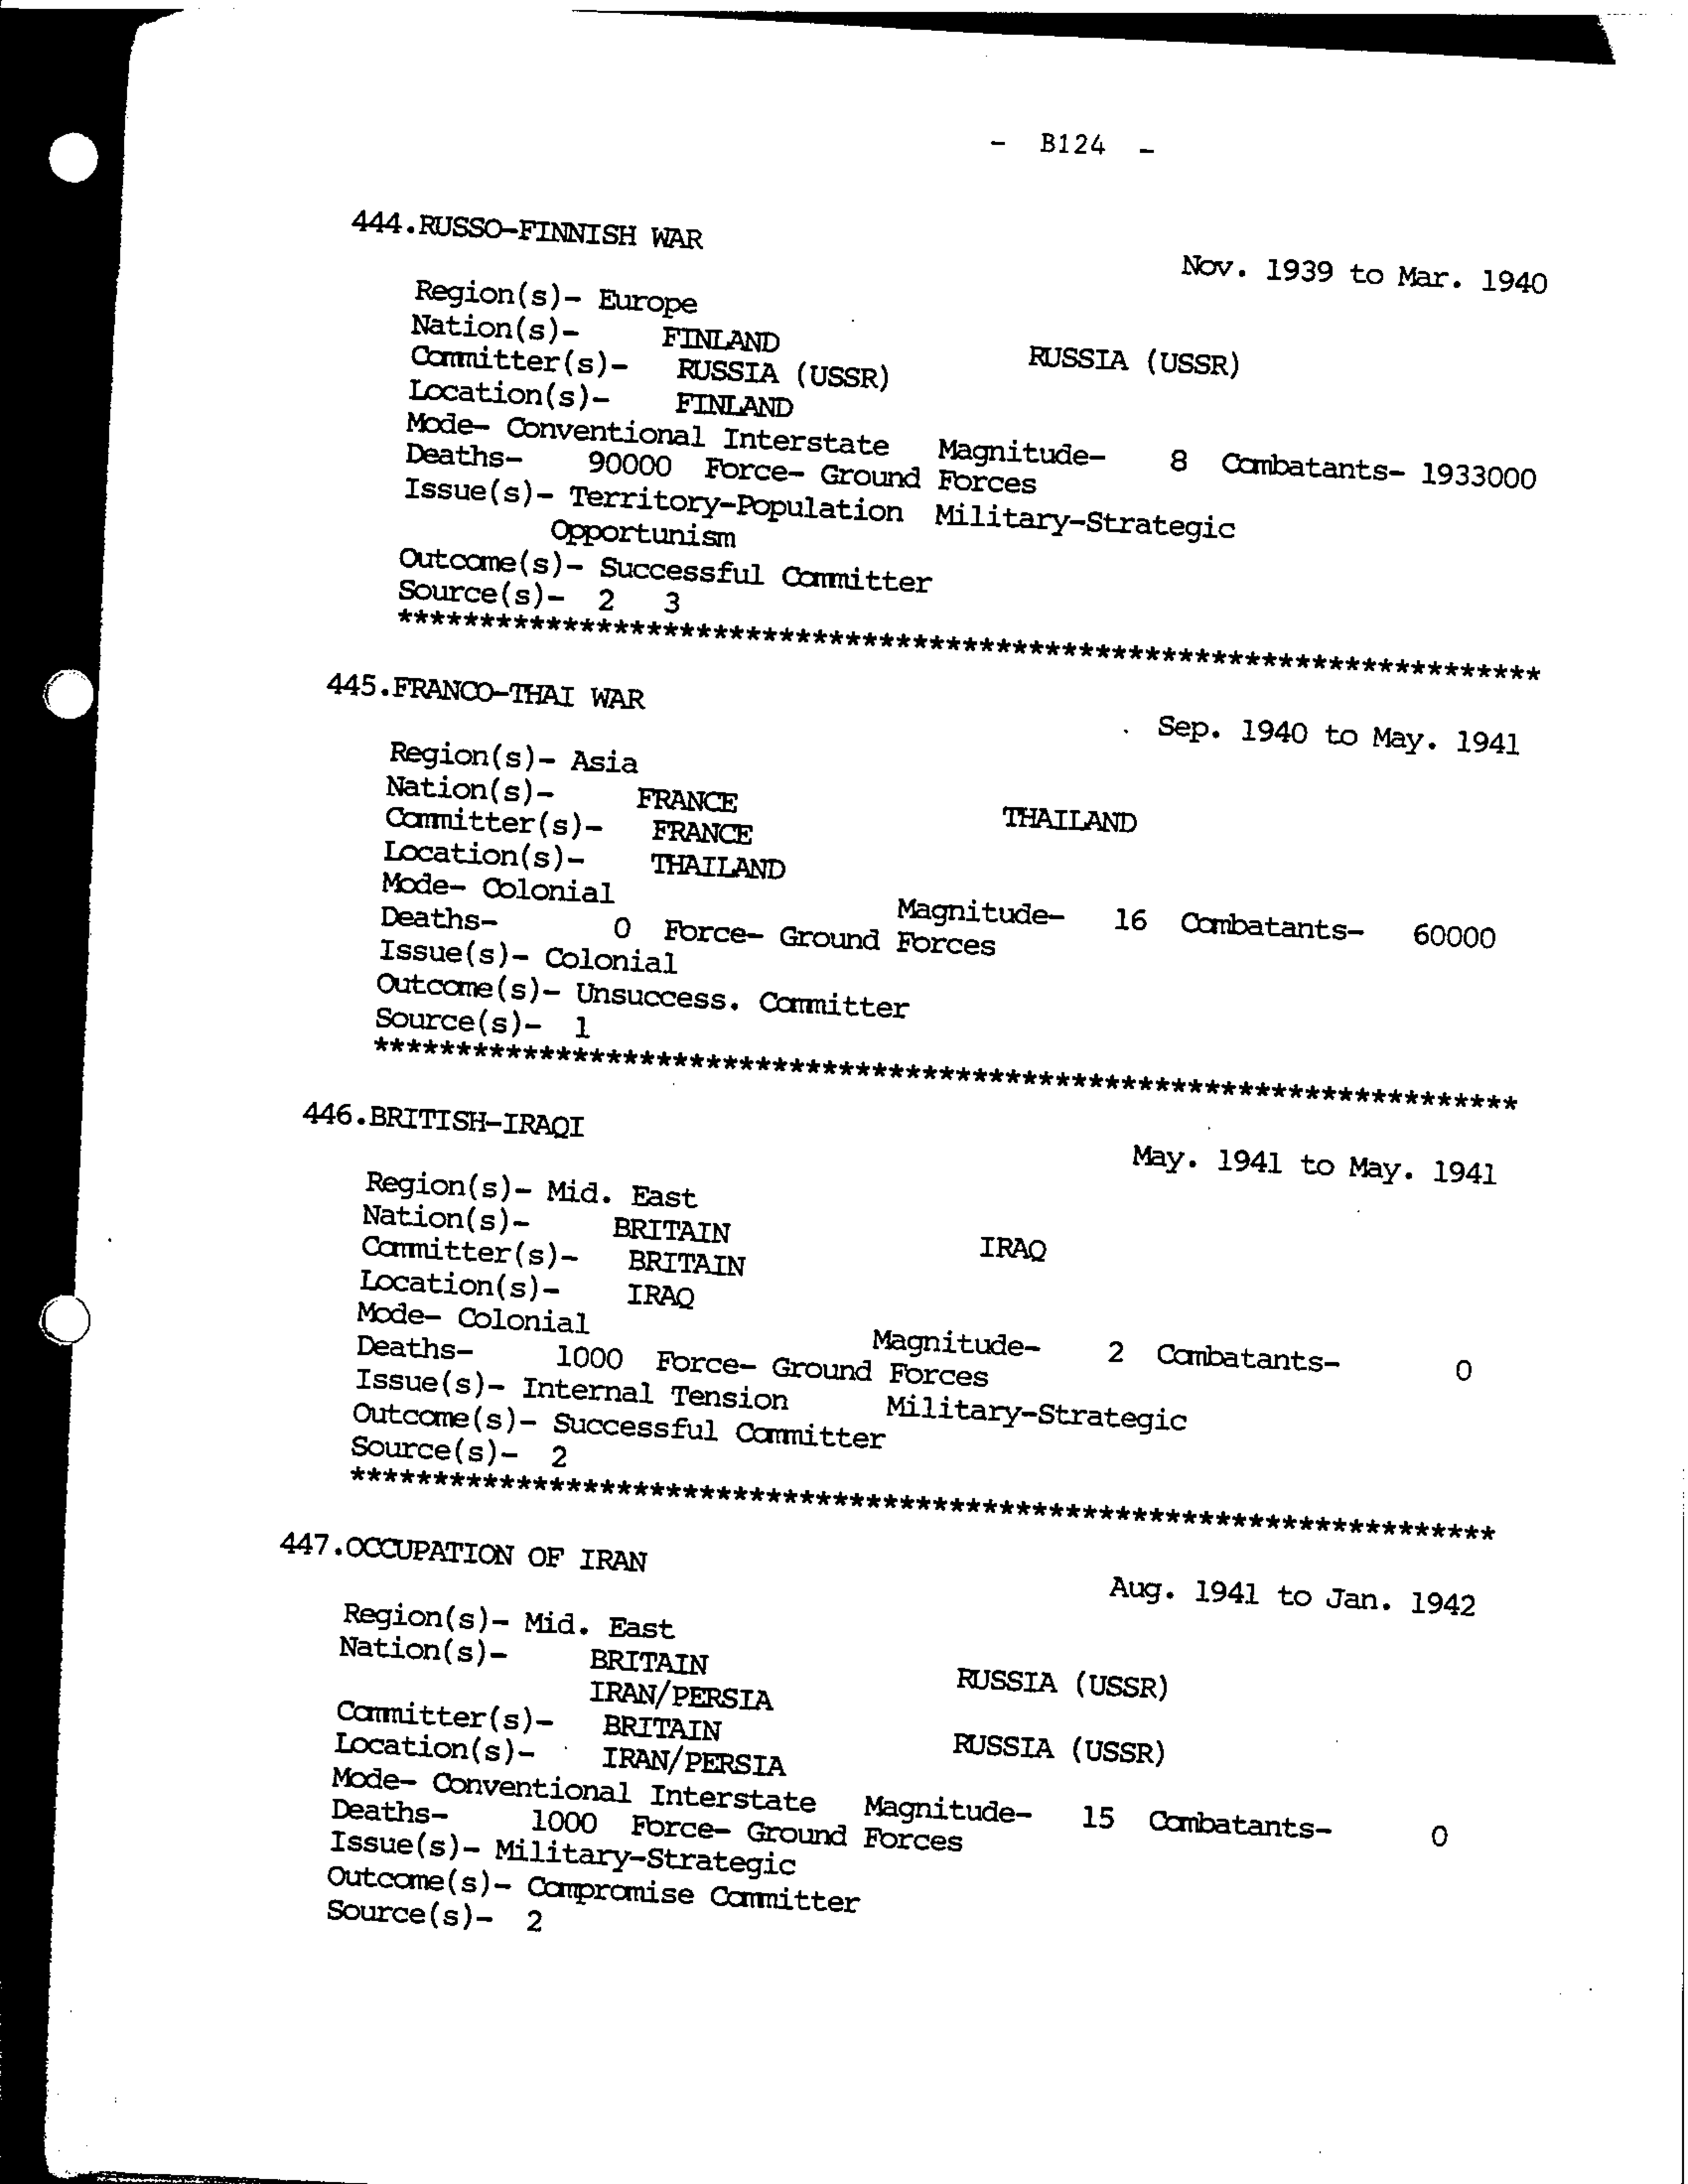 - B124 -
444.RUSSO-FINNISH WAR
Nov. 1939 to Mar. 1940
Region(s)- Europe
Nation(s)- FINLAND RUSSIA (USSR)
Committer(s)- RUSSIA (USSR)
Location(s)- FINLAND
Mode- Conventional Interstate Magnitude- 8 Combatants- 1933000
Deaths- 90000 Force- Ground Forces
Issue(s)- Territory-Population Military-Strategic
Opportunism
Outcome(s)- Successful Committer
Source(s)- 2 3
*********************************************************************
445.FRANCO-THAI WAR
. Sep. 1940 to May. 1941
Region(s)- Asia
Nation(s)- FRANCE THAILAND
Committer(s)- FRANCE
Location(s)- THAILAND
Mode- Colonial Magnitude- 16 Combatants- 60000
Deaths- 0 Force- Ground Forces
Issue(s)- Colonial
Outcome(s)- Unsuccess. Committer
Source(s)- 1
*********************************************************************
446.BRITISH-IRAQI
May. 1941 to May. 1941
Region(s)- Mid. East
Nation(s)- BRITAIN IRAQ
Committer(s)- BRITAIN
Location(s)- IRAQ
Mode- Colonial Magnitude- 2 Combatants- 0
Deaths- 1000 Force- Ground Forces
Issue(s)- Internal Tension Military-Strategic
Outcome(s)- Successful Committer
Source(s)- 2
*********************************************************************
447.OCCUPATION OF IRAN
Aug. 1941 to Jan. 1942
Region(s)- Mid. East
Nation(s)- BRITAIN RUSSIA (USSR)
IRAN/PERSIA
Committer(s)- BRITAIN RUSSIA (USSR)
Location(s)- IRAN/PERSIA
Mode- Conventional Interstate Magnitude- 15 Combatants- 0
Deaths- 1000 Force- Ground Forces
Issue(s)- Military-Strategic
Outcome(s)- Compromise Committer
Source(s)- 2